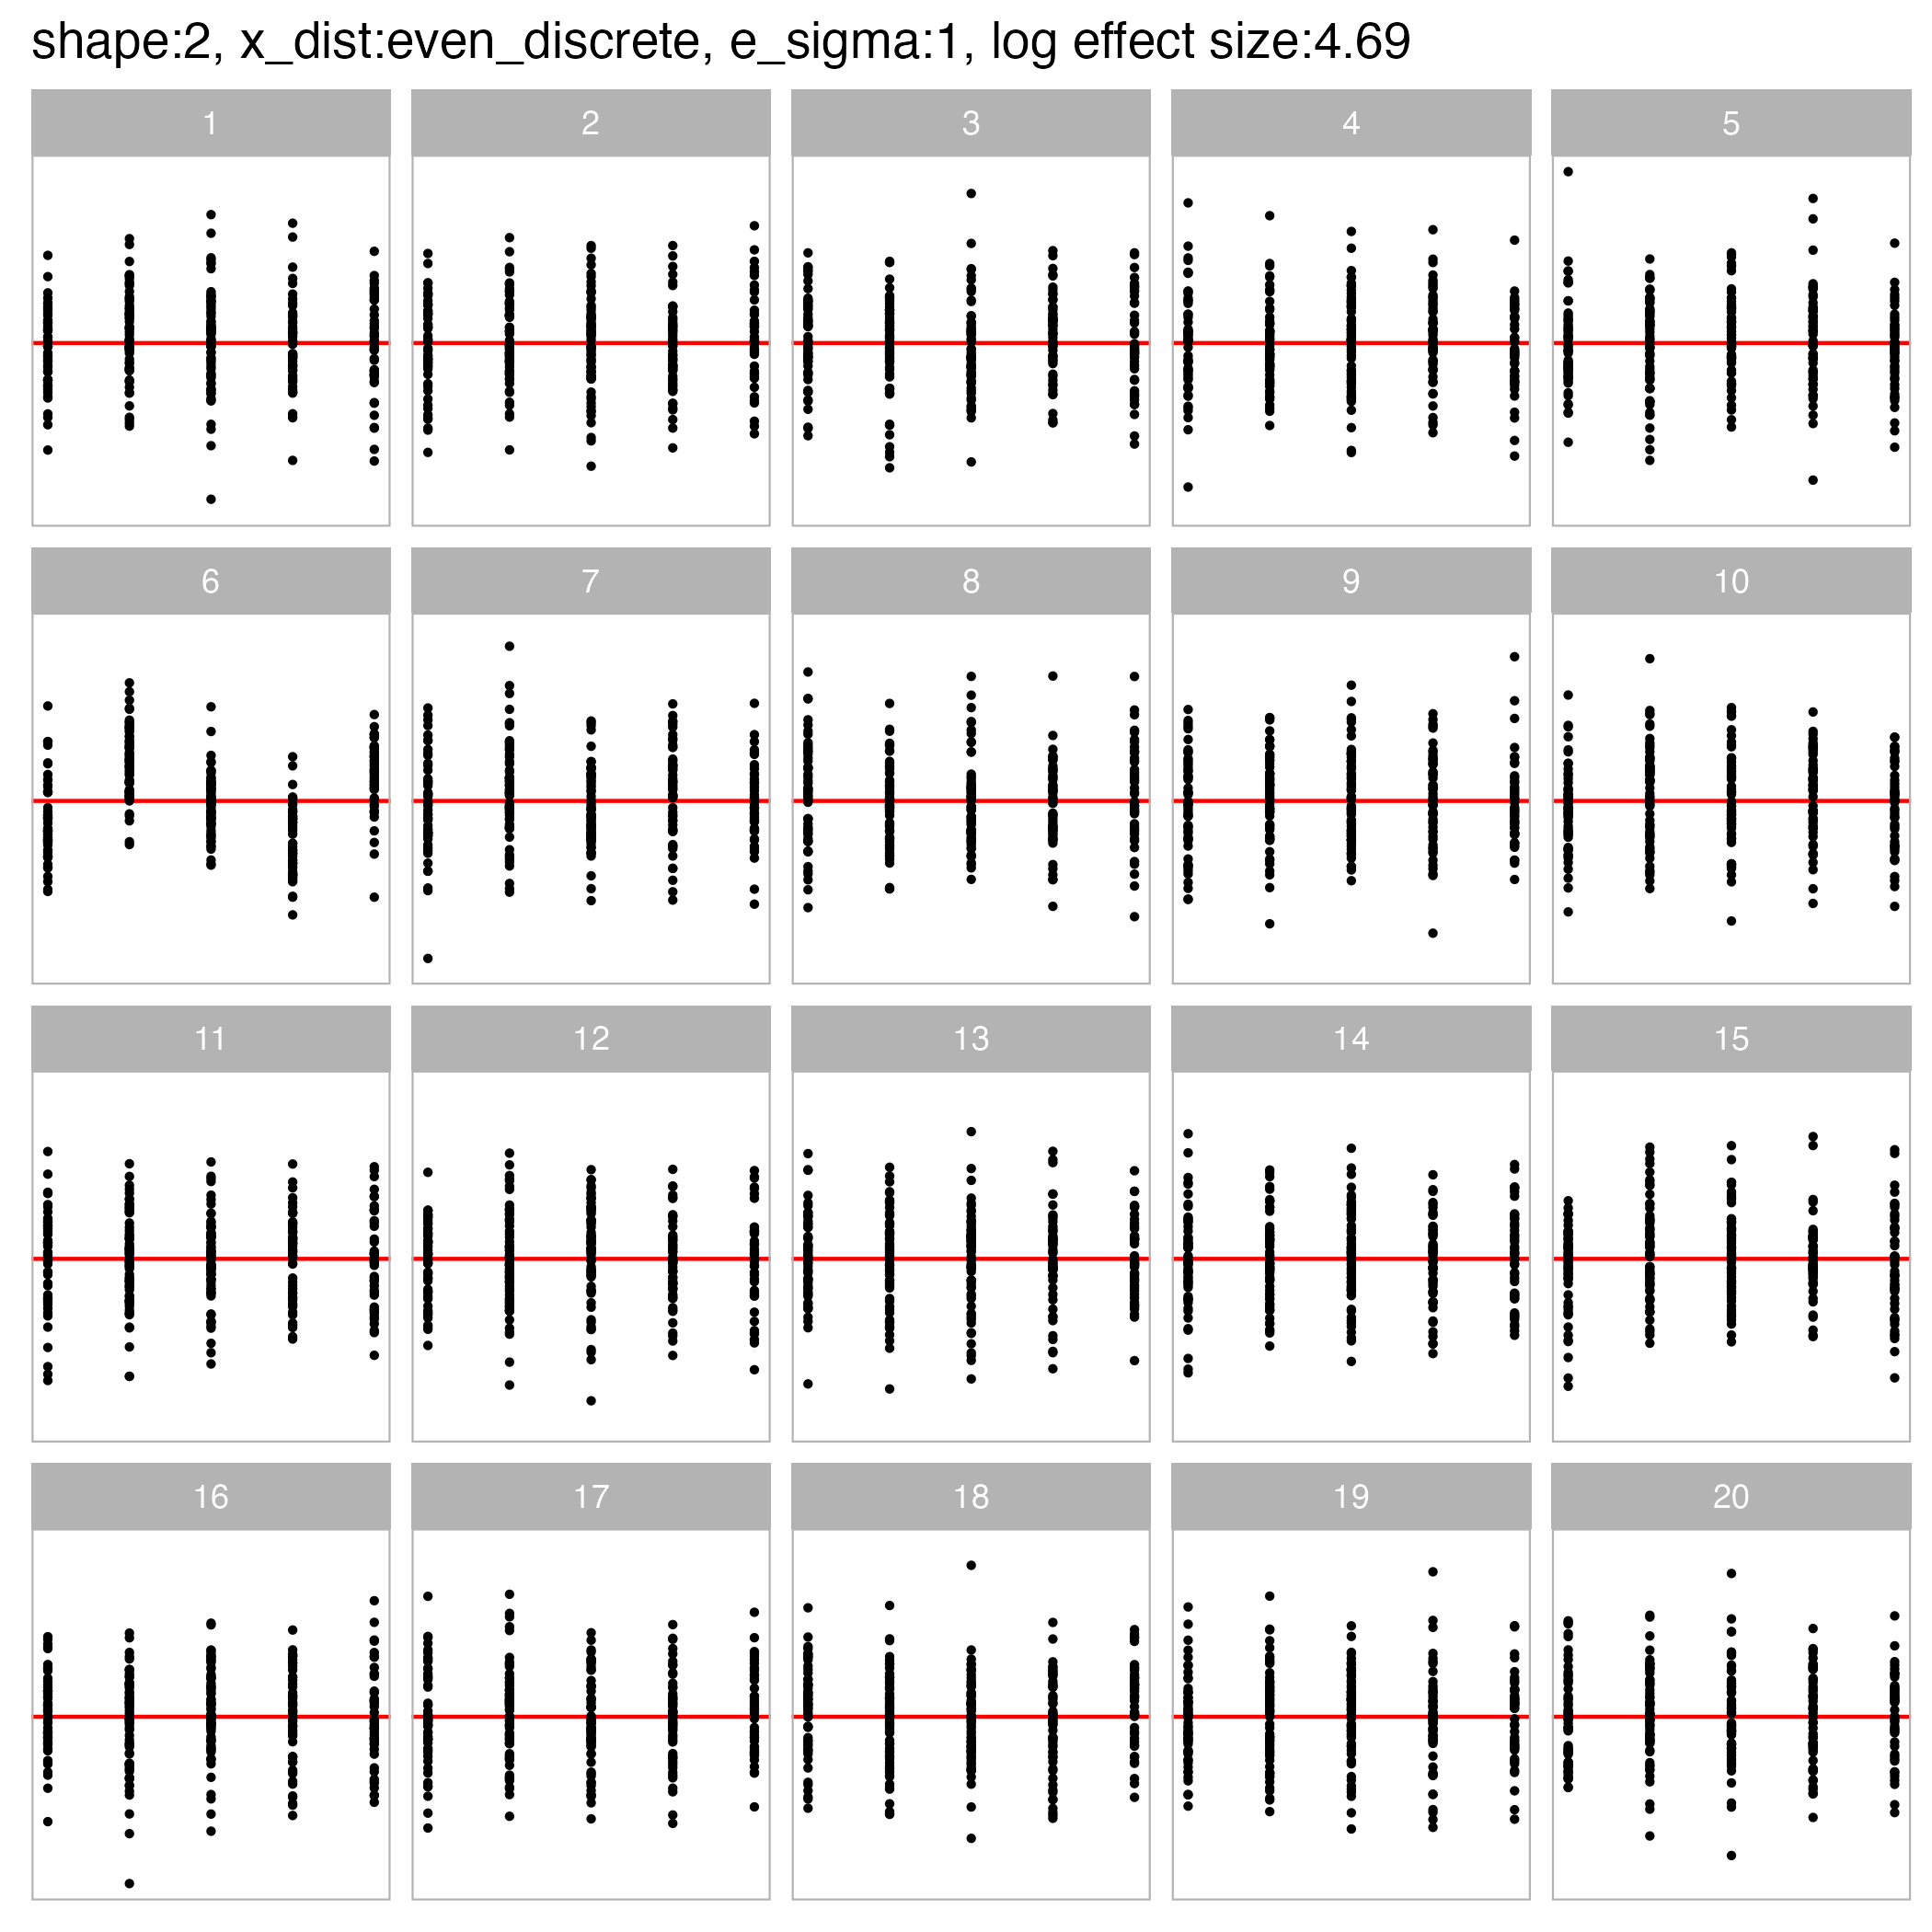 shape:2, x_dist:even_discrete, e_sigma:1, log effect size:4.69
1 2 3 4 5
6 7 8 9 10
11 12 13 14 15
16 17 18 19 20